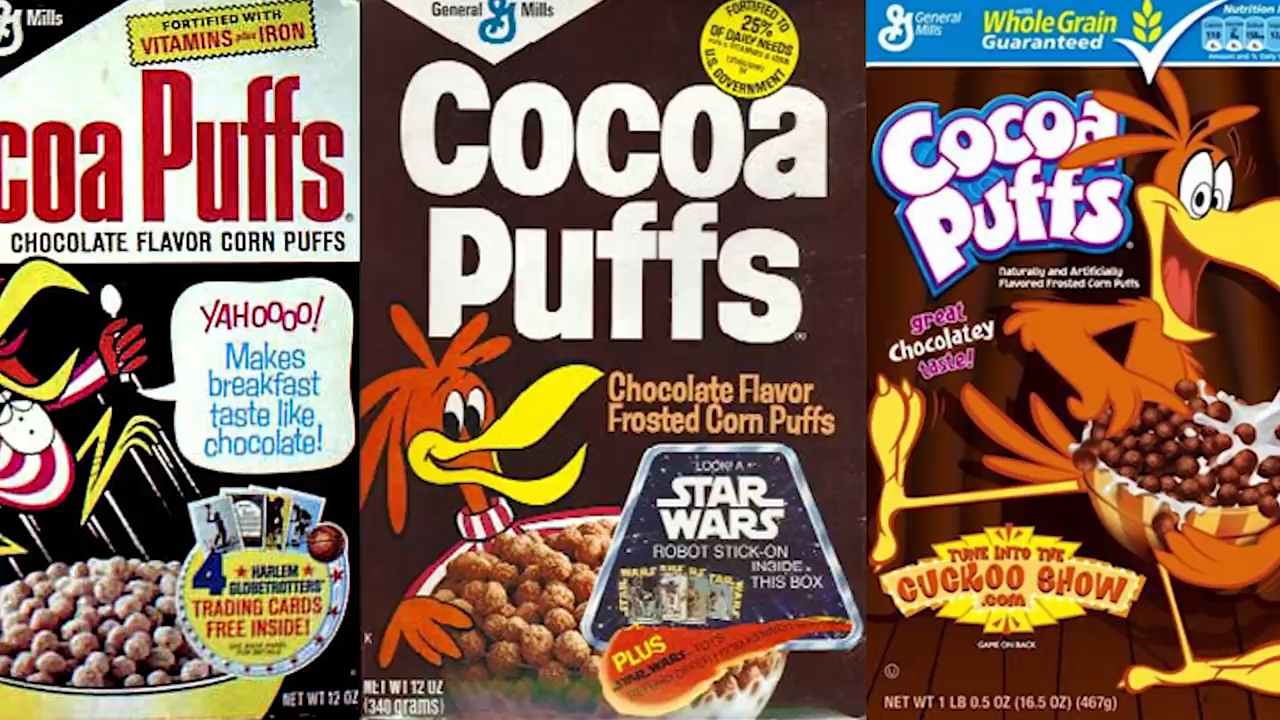 Mills
FORTIFIED WITH
VITAMINS plus IRON
coa Puffs®
CHOCOLATE FLAVOR CORN PUFFS
YAHOOOO!
Makes
breakfast
taste like
chocolate!
4 HARLEM
GLOBETROTTERS
TRADING CARDS
FREE INSIDE!
NET WT 12 OZ
General Mills
FORTIFIED TO
25%
OF DAILY NEEDS
U.S. GOVERNMENT
Cocoa
Puffs®
Chocolate Flavor
Frosted Corn Puffs
LOOK! A
STAR
WARS
ROBOT STICK-ON
INSIDE
THIS BOX
PLUS
STAR WARS TOYS
K
NET WT 12 OZ
(340 grams)
General
Mills
with
Whole Grain
Guaranteed
Nutrition
Cocoa
Puffs®
Naturally and Artificially
Flavored Frosted Corn Puffs
great
Chocolatey
taste!
TUNE INTO THE
CUCKOO SHOW
.COM
GAME ON BACK
U
NET WT 1 LB 0.5 OZ (16.5 OZ) (467g)